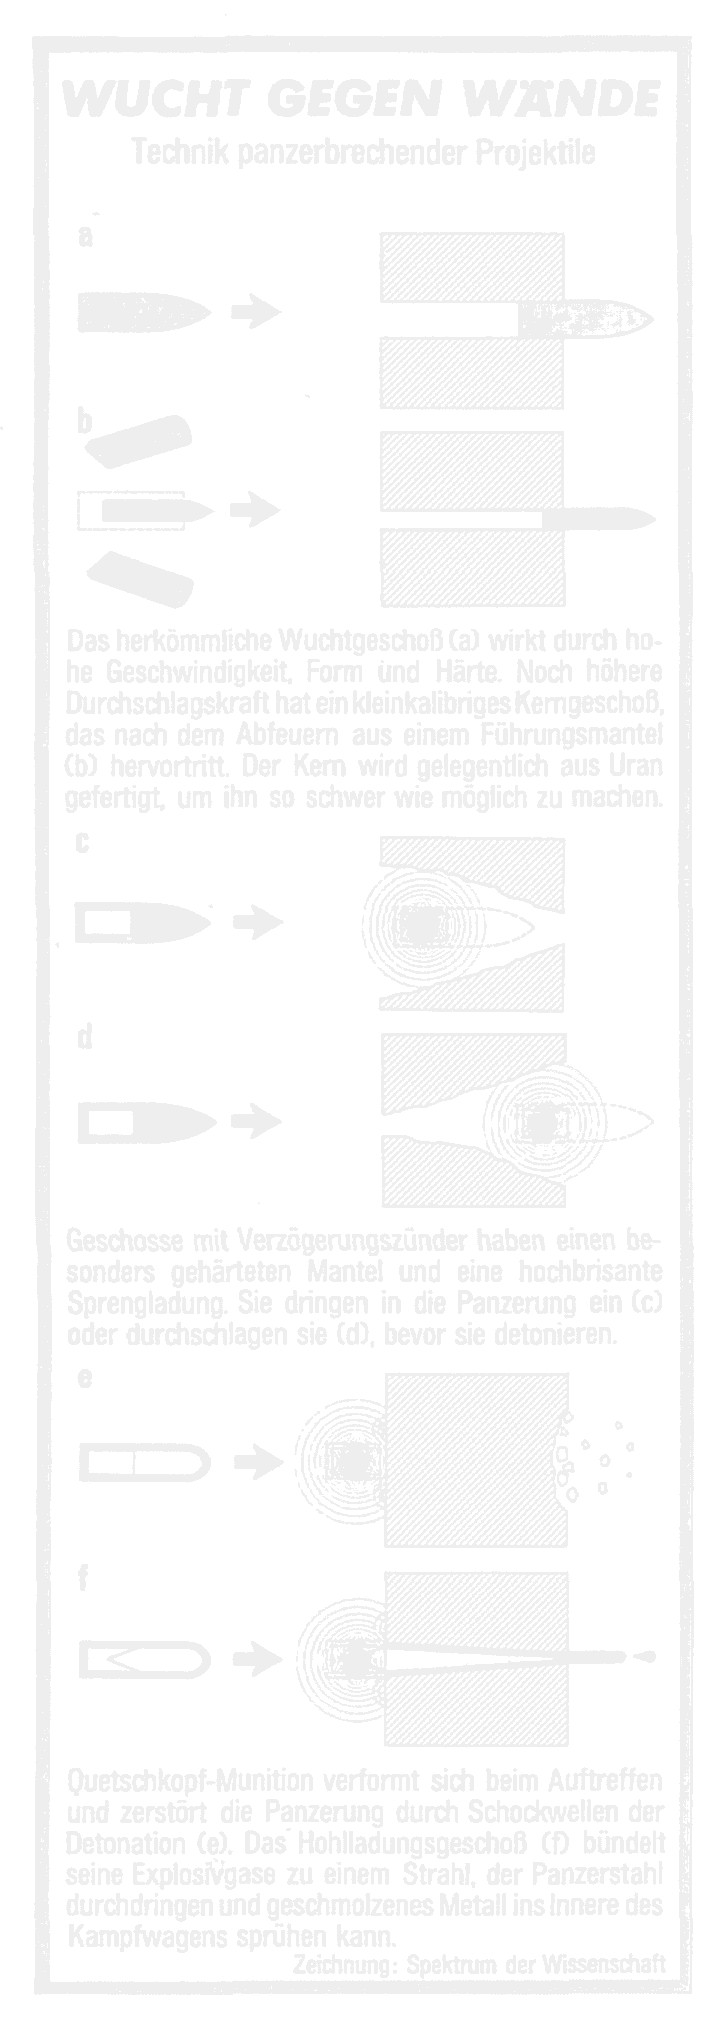 WUCHT GEGEN WÄNDE
Technik panzerbrechender Projektile
a
b
Das herkömmliche Wuchtgeschoß (a) wirkt durch ho-
he Geschwindigkeit, Form und Härte. Noch höhere
Durchschlagskraft hat ein kleinkalibriges Kerngeschoß,
das nach dem Abfeuern aus einem Führungsmantel
(b) hervortritt. Der Kern wird gelegentlich aus Uran
gefertigt, um ihn so schwer wie möglich zu machen.
c
d
Geschosse mit Verzögerungszünder haben einen be-
sonders gehärteten Mantel und eine hochbrisante
Sprengladung. Sie dringen in die Panzerung ein (c)
oder durchschlagen sie (d), bevor sie detonieren.
e
f
Quetschkopf-Munition verformt sich beim Auftreffen
und zerstört die Panzerung durch Schockwellen der
Detonation (e). Das Hohlladungsgeschoß (f) bündelt
seine Explosivgase zu einem Strahl, der Panzerstahl
durchdringen und geschmolzenes Metall ins Innere des
Kampfwagens sprühen kann.
Zeichnung: Spektrum der Wissenschaft